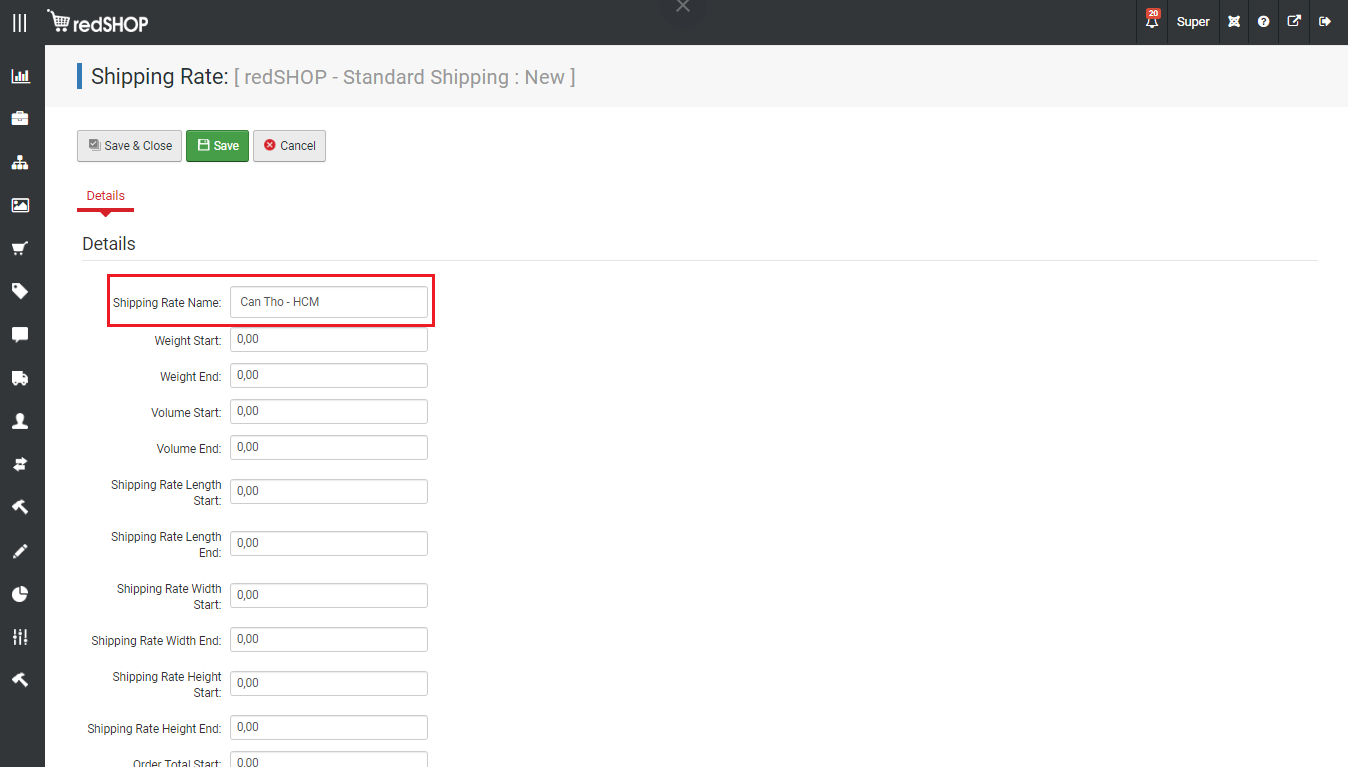 redSHOP
20
Super
Shipping Rate: [ redSHOP - Standard Shipping : New ]
Save & Close
Save
Cancel
Details
Details
Shipping Rate Name:
Can Tho - HCM
Weight Start:
0,00
Weight End:
0,00
Volume Start:
0,00
Volume End:
0,00
Shipping Rate Length
Start:
0,00
Shipping Rate Length
End:
0,00
Shipping Rate Width
Start:
0,00
Shipping Rate Width End:
0,00
Shipping Rate Height
Start:
0,00
Shipping Rate Height End:
0,00
Order Total Start:
0,00